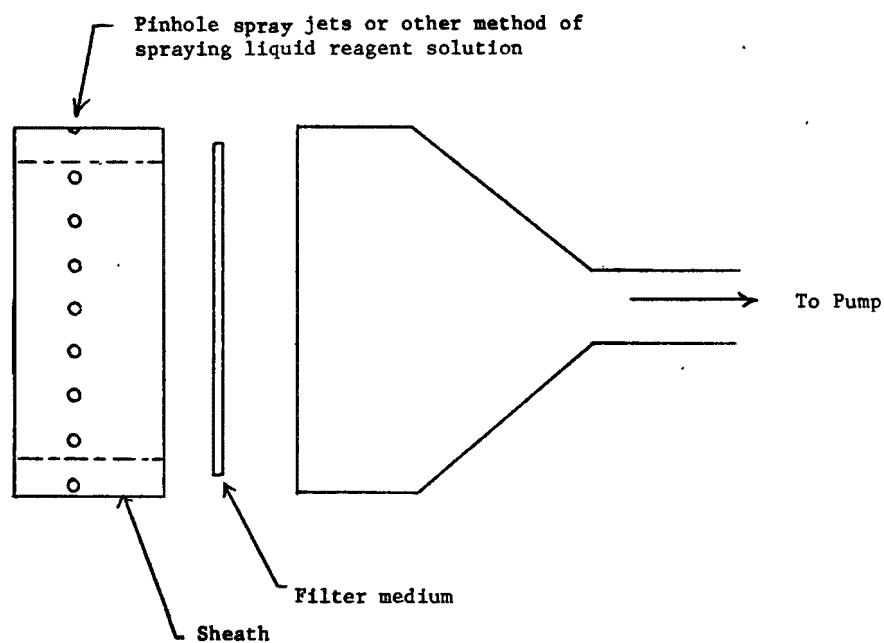 Pinhole spray jets or other method of
spraying liquid reagent solution
To Pump
Filter medium
Sheath